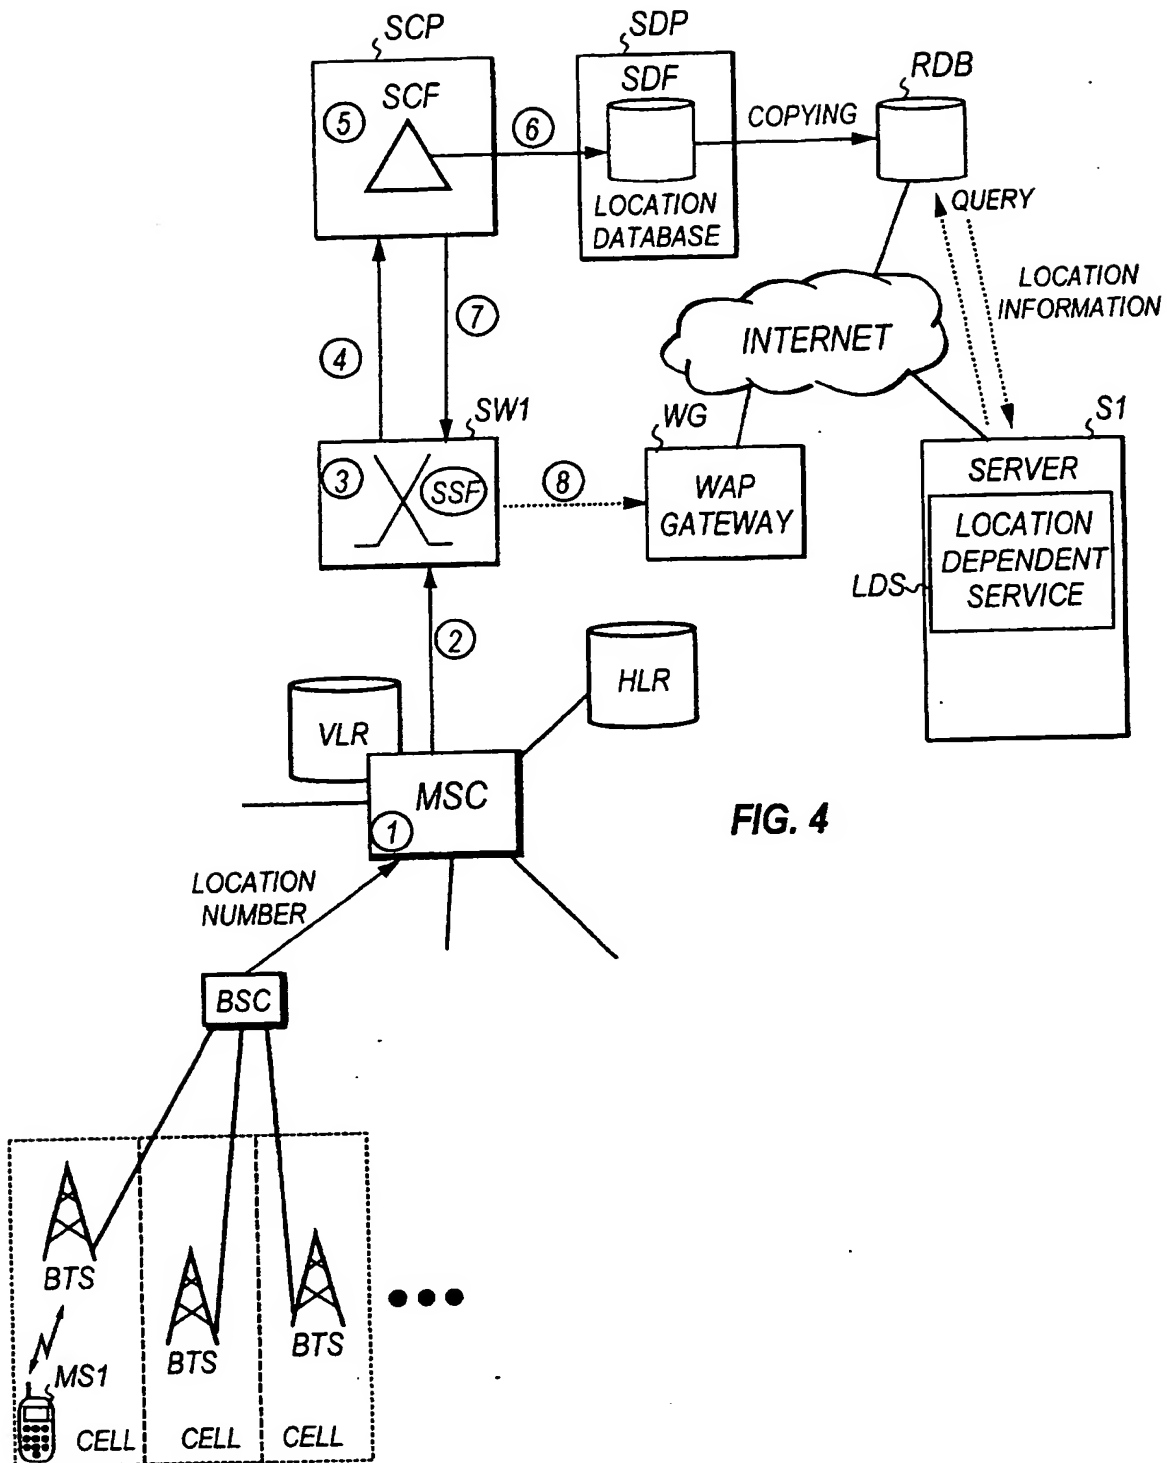 SCP
SDP
RDB
SCF
5
6
SDF
LOCATION
DATABASE
COPYING
QUERY
LOCATION
INFORMATION
4
7
INTERNET
SW1
3
SSF
8
WG
WAP
GATEWAY
S1
SERVER
LOCATION
DEPENDENT
SERVICE
LDS
2
VLR
HLR
MSC
1
FIG. 4
LOCATION
NUMBER
BSC
BTS
BTS
BTS
MS1
CELL
CELL
CELL